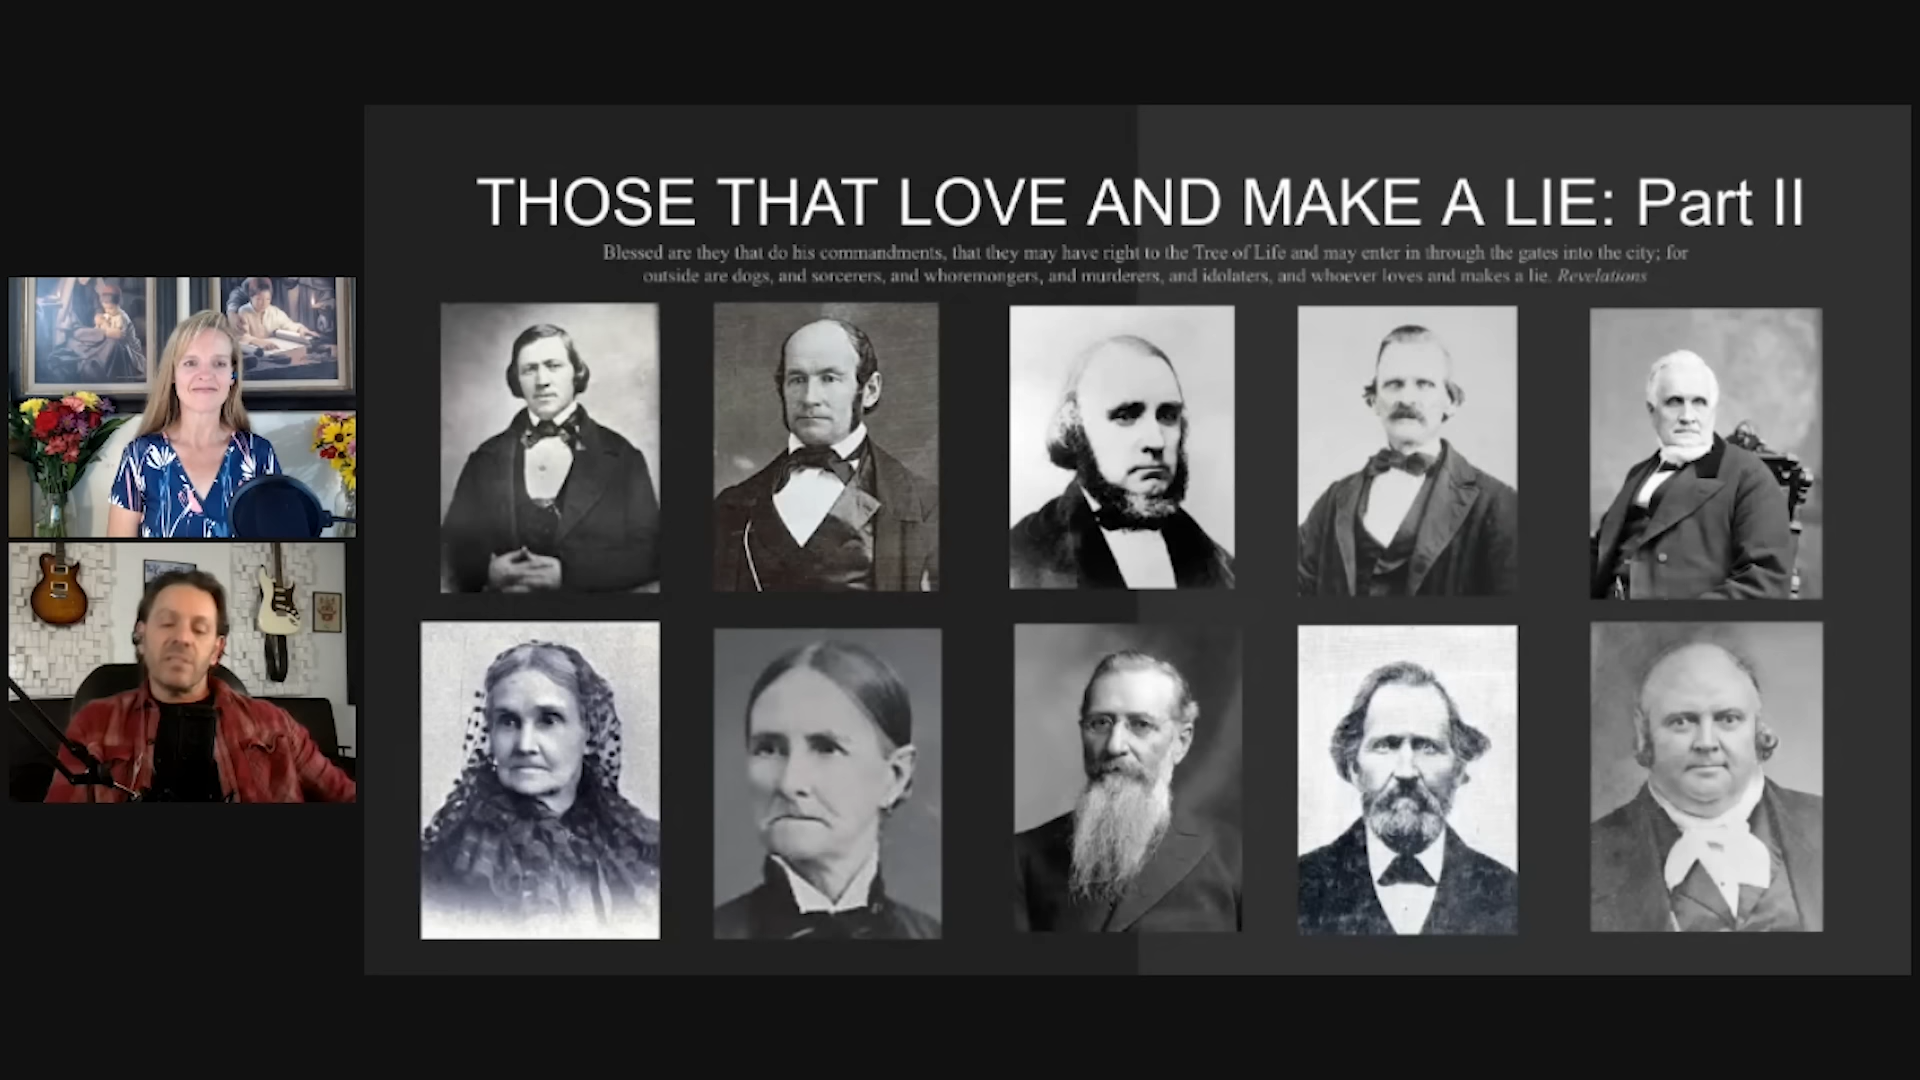 THOSE THAT LOVE AND MAKE A LIE: Part II
Blessed are they that do his commandments, that they may have right to the Tree of Life and may enter in through the gates into the city; for
outside are dogs, and sorcerers, and whoremongers, and murderers, and idolaters, and whoever loves and makes a lie. Revelations